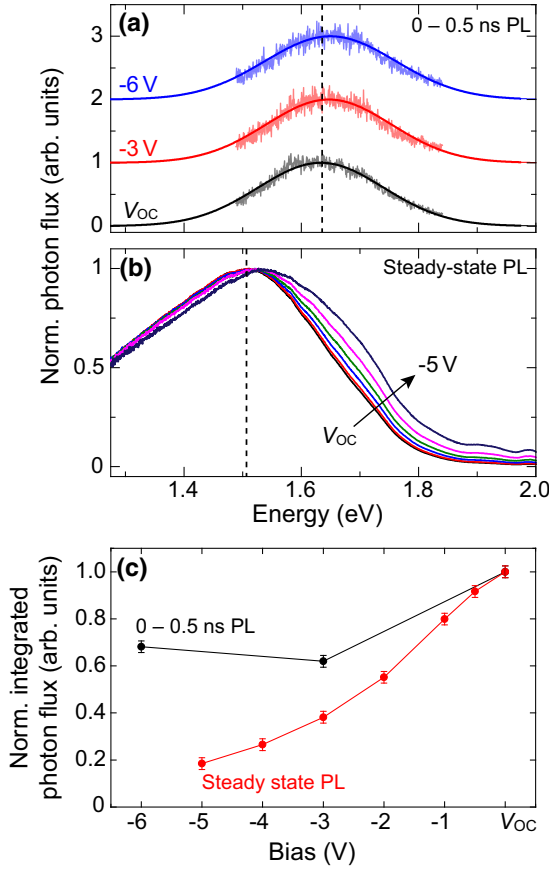 (a)
0 – 0.5 ns PL
3
-6 V
2
-3 V
1
VOC
0
Norm. photon flux (arb. units)
(b)
Steady-state PL
1
-5 V
0.5
VOC
0
1.4 1.6 1.8 2.0
Energy (eV)
(c)
1.0
0 – 0.5 ns PL
0.8
0.6
0.4
0.2
Steady state PL
0
Norm. integrated
photon flux (arb. units)
-6 -5 -4 -3 -2 -1 VOC
Bias (V)